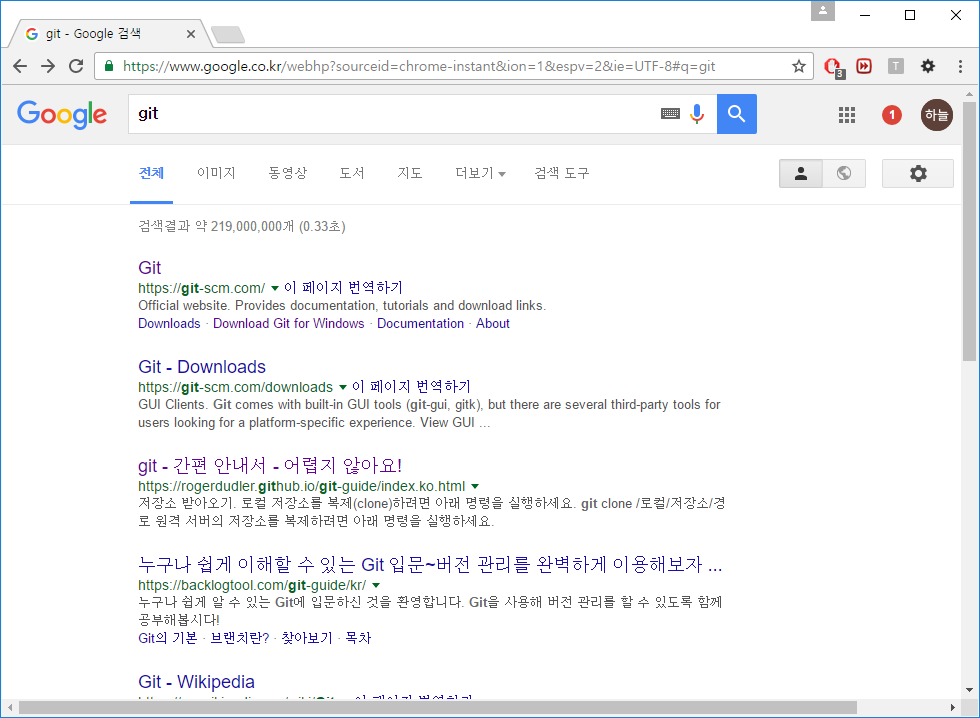 git - Google 검색
https://www.google.co.kr/webhp?sourceid=chrome-instant&ion=1&espv=2&ie=UTF-8#q=git
3
T
Google
git
1
하늘
전체 이미지 동영상 도서 지도 더보기 검색 도구
검색결과 약 219,000,000개 (0.33초)
Git
https://git-scm.com/ 이 페이지 번역하기
Official website. Provides documentation, tutorials and download links.
Downloads · Download Git for Windows · Documentation · About
Git - Downloads
https://git-scm.com/downloads 이 페이지 번역하기
GUI Clients. Git comes with built-in GUI tools (git-gui, gitk), but there are several third-party tools for
users looking for a platform-specific experience. View GUI ...
git - 간편 안내서 - 어렵지 않아요!
https://rogerdudler.github.io/git-guide/index.ko.html
저장소 받아오기. 로컬 저장소를 복제(clone)하려면 아래 명령을 실행하세요. git clone /로컬/저장소/경
로 원격 서버의 저장소를 복제하려면 아래 명령을 실행하세요.
누구나 쉽게 이해할 수 있는 Git 입문~버전 관리를 완벽하게 이용해보자 ...
https://backlogtool.com/git-guide/kr/
누구나 쉽게 알 수 있는 Git에 입문하신 것을 환영합니다. Git을 사용해 버전 관리를 할 수 있도록 함께
공부해봅시다!
Git의 기본 · 브랜치란? · 찾아보기 · 목차
Git - Wikipedia